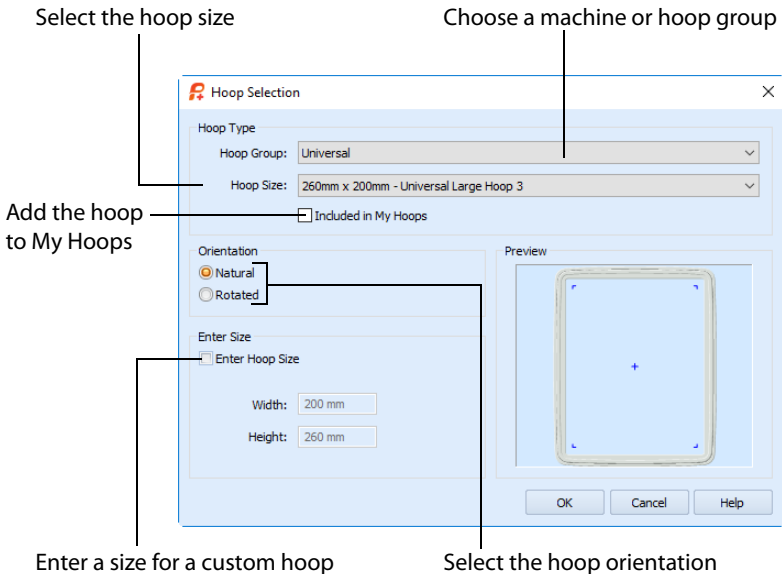 Select the hoop size
Choose a machine or hoop group
Hoop Selection
Hoop Type
Hoop Group: Universal
Hoop Size: 260mm x 200mm - Universal Large Hoop 3
Add the hoop
to My Hoops
Included in My Hoops
Orientation
Natural
Rotated
Preview
Enter Size
Enter Hoop Size
Width: 200 mm
Height: 260 mm
OK
Cancel
Help
Enter a size for a custom hoop
Select the hoop orientation